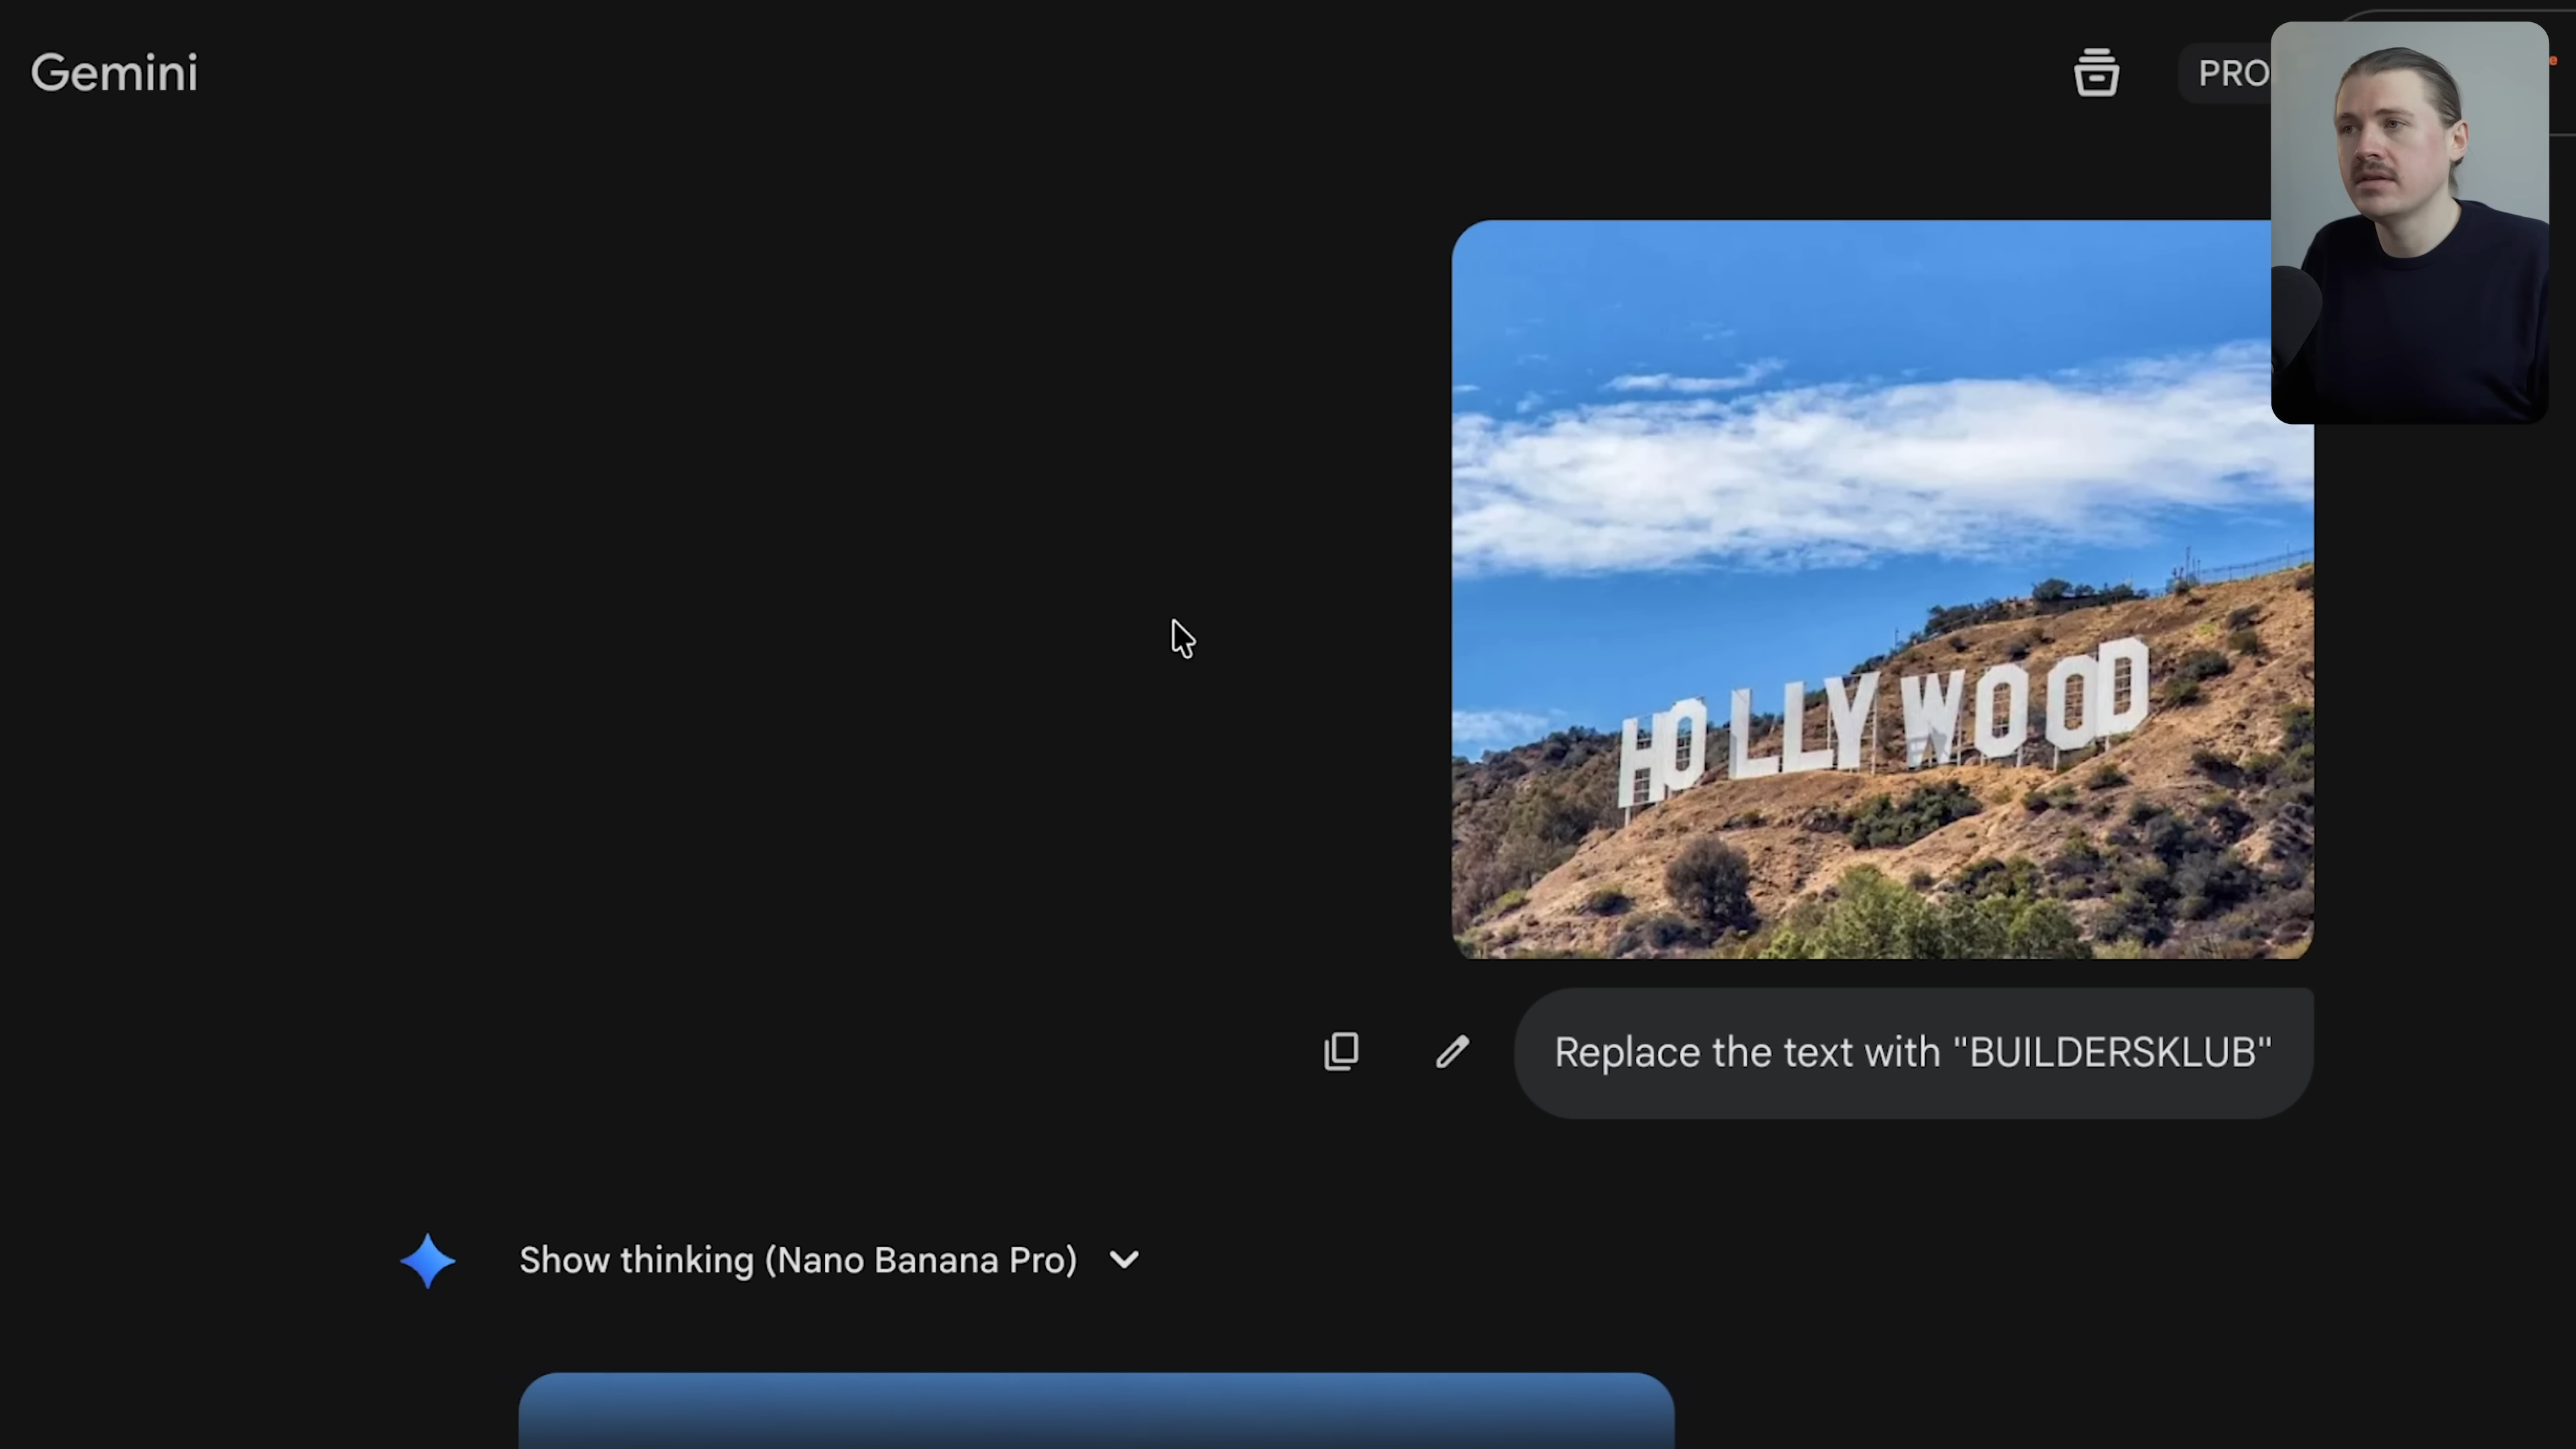 Gemini
PRO
HOLLYWOOD
Replace the text with "BUILDERSKLUB"
Show thinking (Nano Banana Pro)